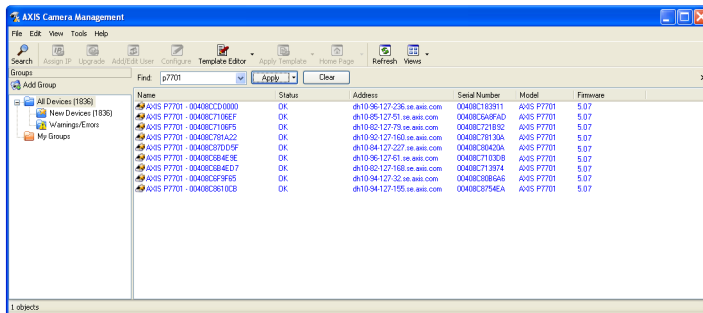 AXIS Camera Management
File Edit View Tools Help
Search Assign IP Upgrade Add/Edit User Configure Template Editor Apply Template Home Page Refresh Views
Groups
Find: p7701 Apply Clear
Add Group
Name Status Address Serial Number Model Firmware
All Devices (1836)
New Devices (1836)
Warnings/Errors
My Groups
AXIS P7701 - 00408CCD0000 OK dh10-96-127-236.se.axis.com 00408C183911 AXIS P7701 5.07
AXIS P7701 - 00408C7106EF OK dh10-85-127-51.se.axis.com 00408C6A8FAD AXIS P7701 5.07
AXIS P7701 - 00408C7106F5 OK dh10-82-127-79.se.axis.com 00408C721B92 AXIS P7701 5.07
AXIS P7701 - 00408C781A22 OK dh10-92-127-160.se.axis.com 00408C78130A AXIS P7701 5.07
AXIS P7701 - 00408C87DD5F OK dh10-84-127-227.se.axis.com 00408C80420A AXIS P7701 5.07
AXIS P7701 - 00408C6B4E9E OK dh10-96-127-61.se.axis.com 00408C7103DB AXIS P7701 5.07
AXIS P7701 - 00408C6B4ED7 OK dh10-82-127-168.se.axis.com 00408C713974 AXIS P7701 5.07
AXIS P7701 - 00408C6F9F65 OK dh10-94-127-32.se.axis.com 00408C80B6A6 AXIS P7701 5.07
AXIS P7701 - 00408C8610CB OK dh10-94-127-155.se.axis.com 00408C8754EA AXIS P7701 5.07
1 objects